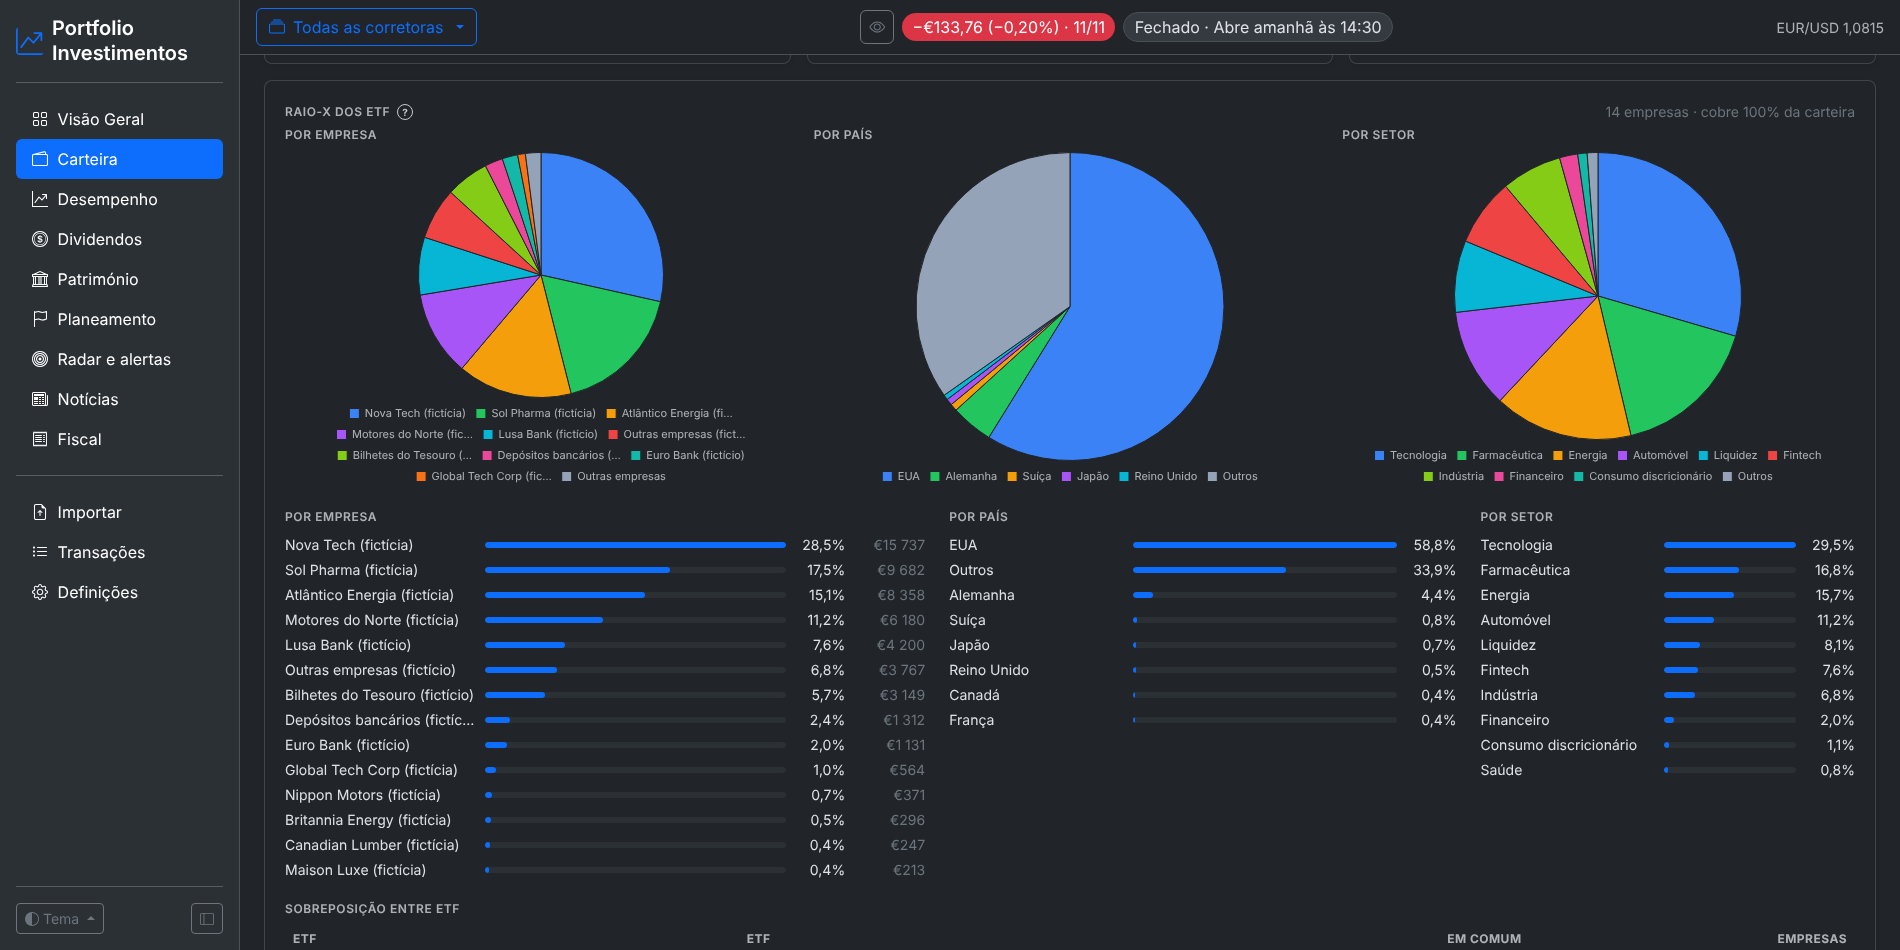 Portfolio
Investimentos
Todas as corretoras
−€133,76 (−0,20%) · 11/11
Fechado · Abre amanhã às 14:30
EUR/USD 1,0815
Visão Geral
Carteira
Desempenho
Dividendos
Património
Planeamento
Radar e alertas
Notícias
Fiscal
Importar
Transações
Definições
Tema
RAIO-X DOS ETF ?
14 empresas · cobre 100% da carteira
POR EMPRESA
Nova Tech (fictícia) Sol Pharma (fictícia) Atlântico Energia (fi...
Motores do Norte (fic... Lusa Bank (fictício) Outras empresas (fict...
Bilhetes do Tesouro (... Depósitos bancários (... Euro Bank (fictício)
Global Tech Corp (fic... Outras empresas
POR PAÍS
EUA Alemanha Suíça Japão Reino Unido Outros
POR SETOR
Tecnologia Farmacêutica Energia Automóvel Liquidez Fintech
Indústria Financeiro Consumo discricionário Outros
POR EMPRESA
Nova Tech (fictícia) 28,5% €15 737
Sol Pharma (fictícia) 17,5% €9 682
Atlântico Energia (fictícia) 15,1% €8 358
Motores do Norte (fictícia) 11,2% €6 180
Lusa Bank (fictício) 7,6% €4 200
Outras empresas (fictício) 6,8% €3 767
Bilhetes do Tesouro (fictício) 5,7% €3 149
Depósitos bancários (fictíc... 2,4% €1 312
Euro Bank (fictício) 2,0% €1 131
Global Tech Corp (fictícia) 1,0% €564
Nippon Motors (fictícia) 0,7% €371
Britannia Energy (fictícia) 0,5% €296
Canadian Lumber (fictícia) 0,4% €247
Maison Luxe (fictícia) 0,4% €213
POR PAÍS
EUA 58,8%
Outros 33,9%
Alemanha 4,4%
Suíça 0,8%
Japão 0,7%
Reino Unido 0,5%
Canadá 0,4%
França 0,4%
POR SETOR
Tecnologia 29,5%
Farmacêutica 16,8%
Energia 15,7%
Automóvel 11,2%
Liquidez 8,1%
Fintech 7,6%
Indústria 6,8%
Financeiro 2,0%
Consumo discricionário 1,1%
Saúde 0,8%
SOBREPOSIÇÃO ENTRE ETF
ETF ETF EM COMUM EMPRESAS